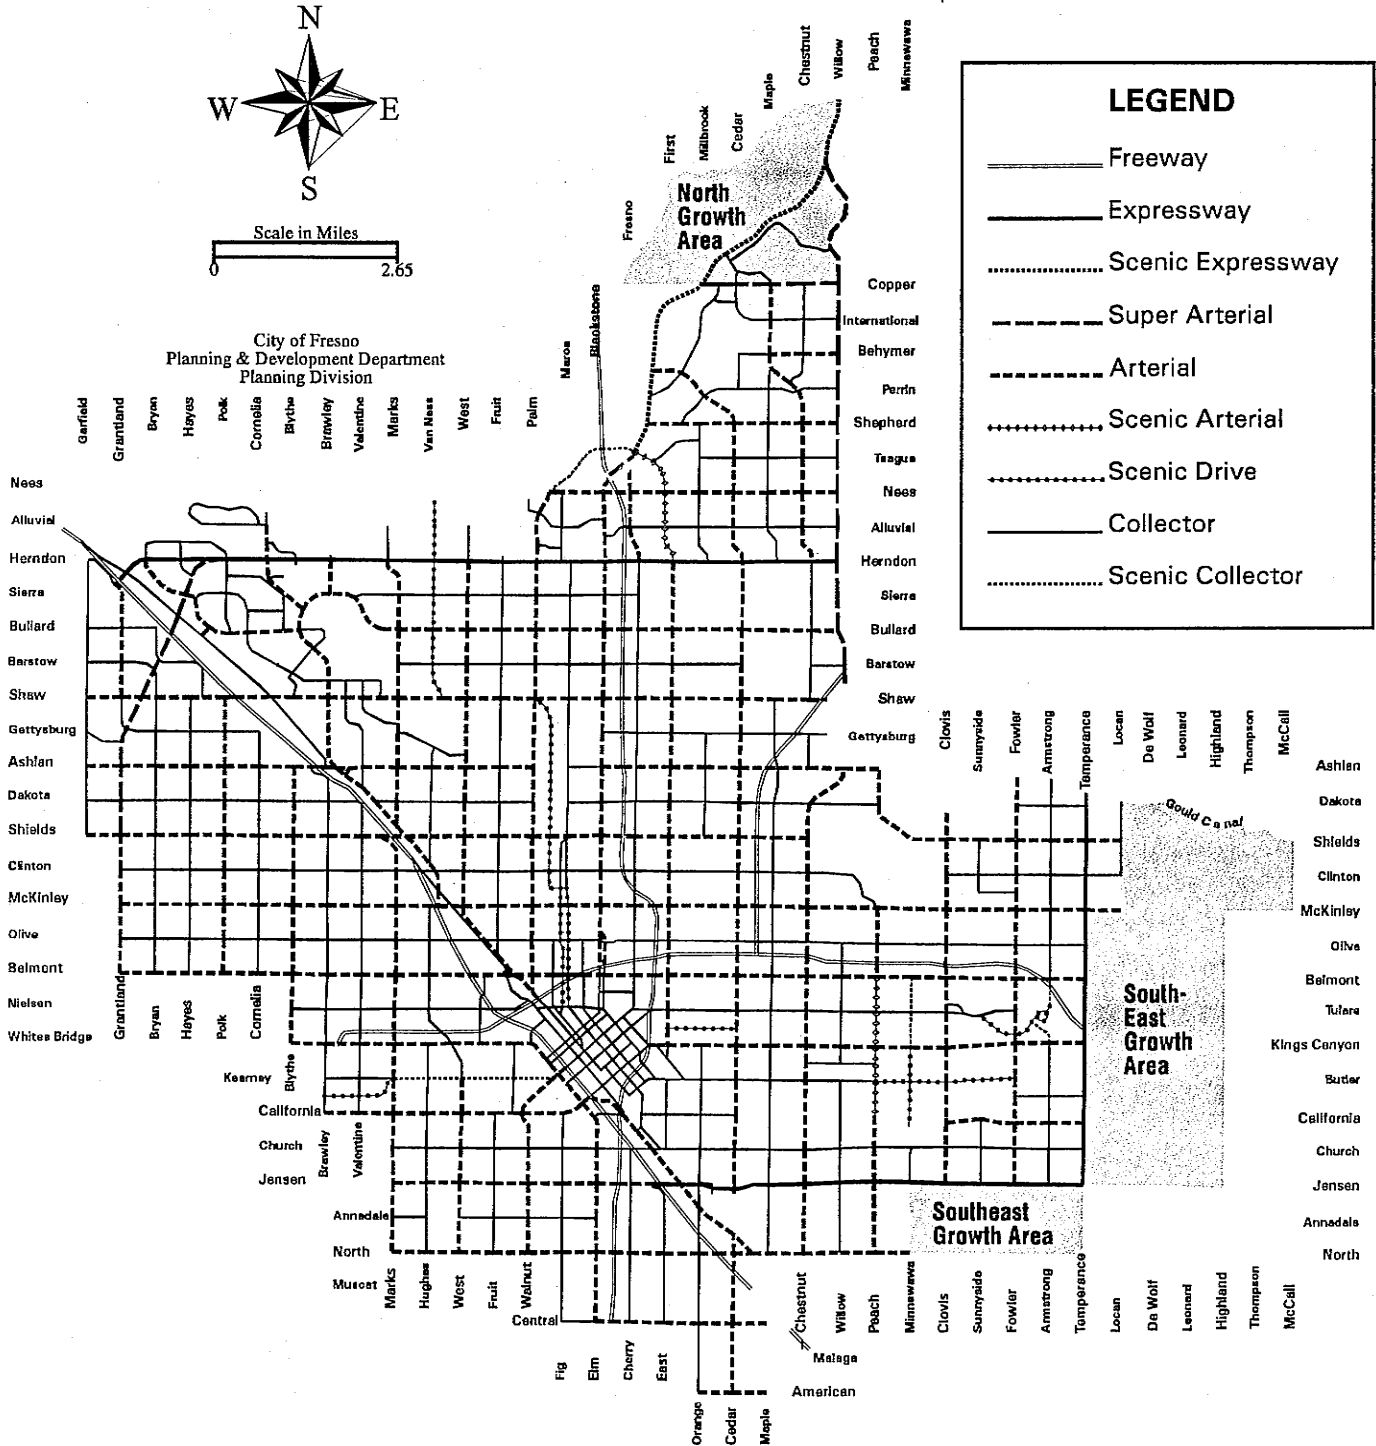 N
W
E
S
Scale in Miles
0
2.65
City of Fresno
Planning & Development Department
Planning Division
LEGEND
Freeway
Expressway
Scenic Expressway
Super Arterial
Arterial
Scenic Arterial
Scenic Drive
Collector
Scenic Collector
Fresno
First
Millbrook
Cedar
Maple
Chestnut
Willow
Peach
Minnewawa
North
Growth
Area
Maroa
Blackstone
Garfield
Grantland
Bryan
Hayes
Polk
Cornelia
Blythe
Brawley
Valentine
Marks
Van Ness
West
Fruit
Palm
Copper
International
Behymer
Perrin
Shepherd
Teague
Nees
Alluvial
Herndon
Sierra
Bullard
Barstow
Shaw
Gettysburg
Nees
Alluvial
Herndon
Sierra
Bullard
Barstow
Shaw
Gettysburg
Ashlan
Dakota
Shields
Clinton
McKinley
Olive
Belmont
Nielsen
Whites Bridge
Grantland
Bryan
Hayes
Polk
Cornelia
Blythe
Kearney
California
Church
Jensen
Brawley
Valentine
Annadale
North
Muscat
Marks
Hughes
West
Fruit
Walnut
Central
Fig
Elm
Cherry
East
Orange
Cedar
Maple
American
Malaga
Clovis
Sunnyside
Fowler
Armstrong
Temperance
Locan
De Wolf
Leonard
Highland
Thompson
McCall
Gould Canal
Ashlan
Dakota
Shields
Clinton
McKinley
Olive
Belmont
Tulare
Kings Canyon
Butler
California
Church
Jensen
Annadale
North
South-
East
Growth
Area
Southeast
Growth Area
Chestnut
Willow
Peach
Minnewawa
Clovis
Sunnyside
Fowler
Armstrong
Temperance
Locan
De Wolf
Leonard
Highland
Thompson
McCall